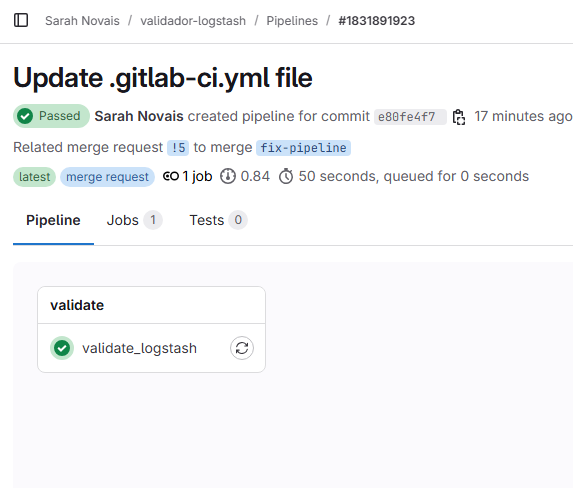 Sarah Novais / validador-logstash / Pipelines / #1831891923
Update .gitlab-ci.yml file
Passed Sarah Novais created pipeline for commit e80fe4f7 17 minutes ago
Related merge request !5 to merge fix-pipeline
latest merge request 1 job 0.84 50 seconds, queued for 0 seconds
Pipeline Jobs 1 Tests 0
validate
validate_logstash